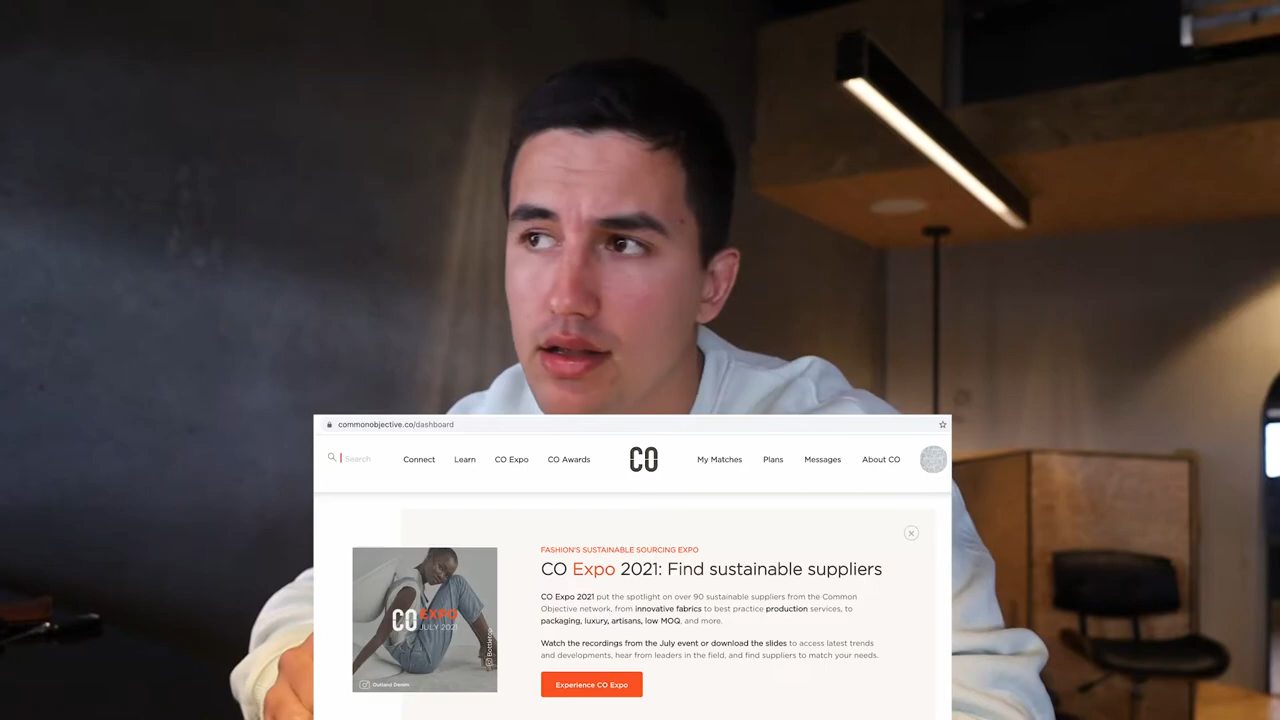 commonobjective.co/dashboard
Search
Connect
Learn
CO Expo
CO Awards
CO
My Matches
Plans
Messages
About CO
FASHION'S SUSTAINABLE SOURCING EXPO
CO Expo 2021: Find sustainable suppliers
CO Expo 2021 put the spotlight on over 90 sustainable suppliers from the Common
Objective network, from innovative fabrics to best practice production services, to
packaging, luxury, artisans, low MOQ, and more.
Watch the recordings from the July event or download the slides to access latest trends
and developments, hear from leaders in the field, and find suppliers to match your needs.
Experience CO Expo
CO EXPO
JULY 2021
Bottletop
Outland Denim